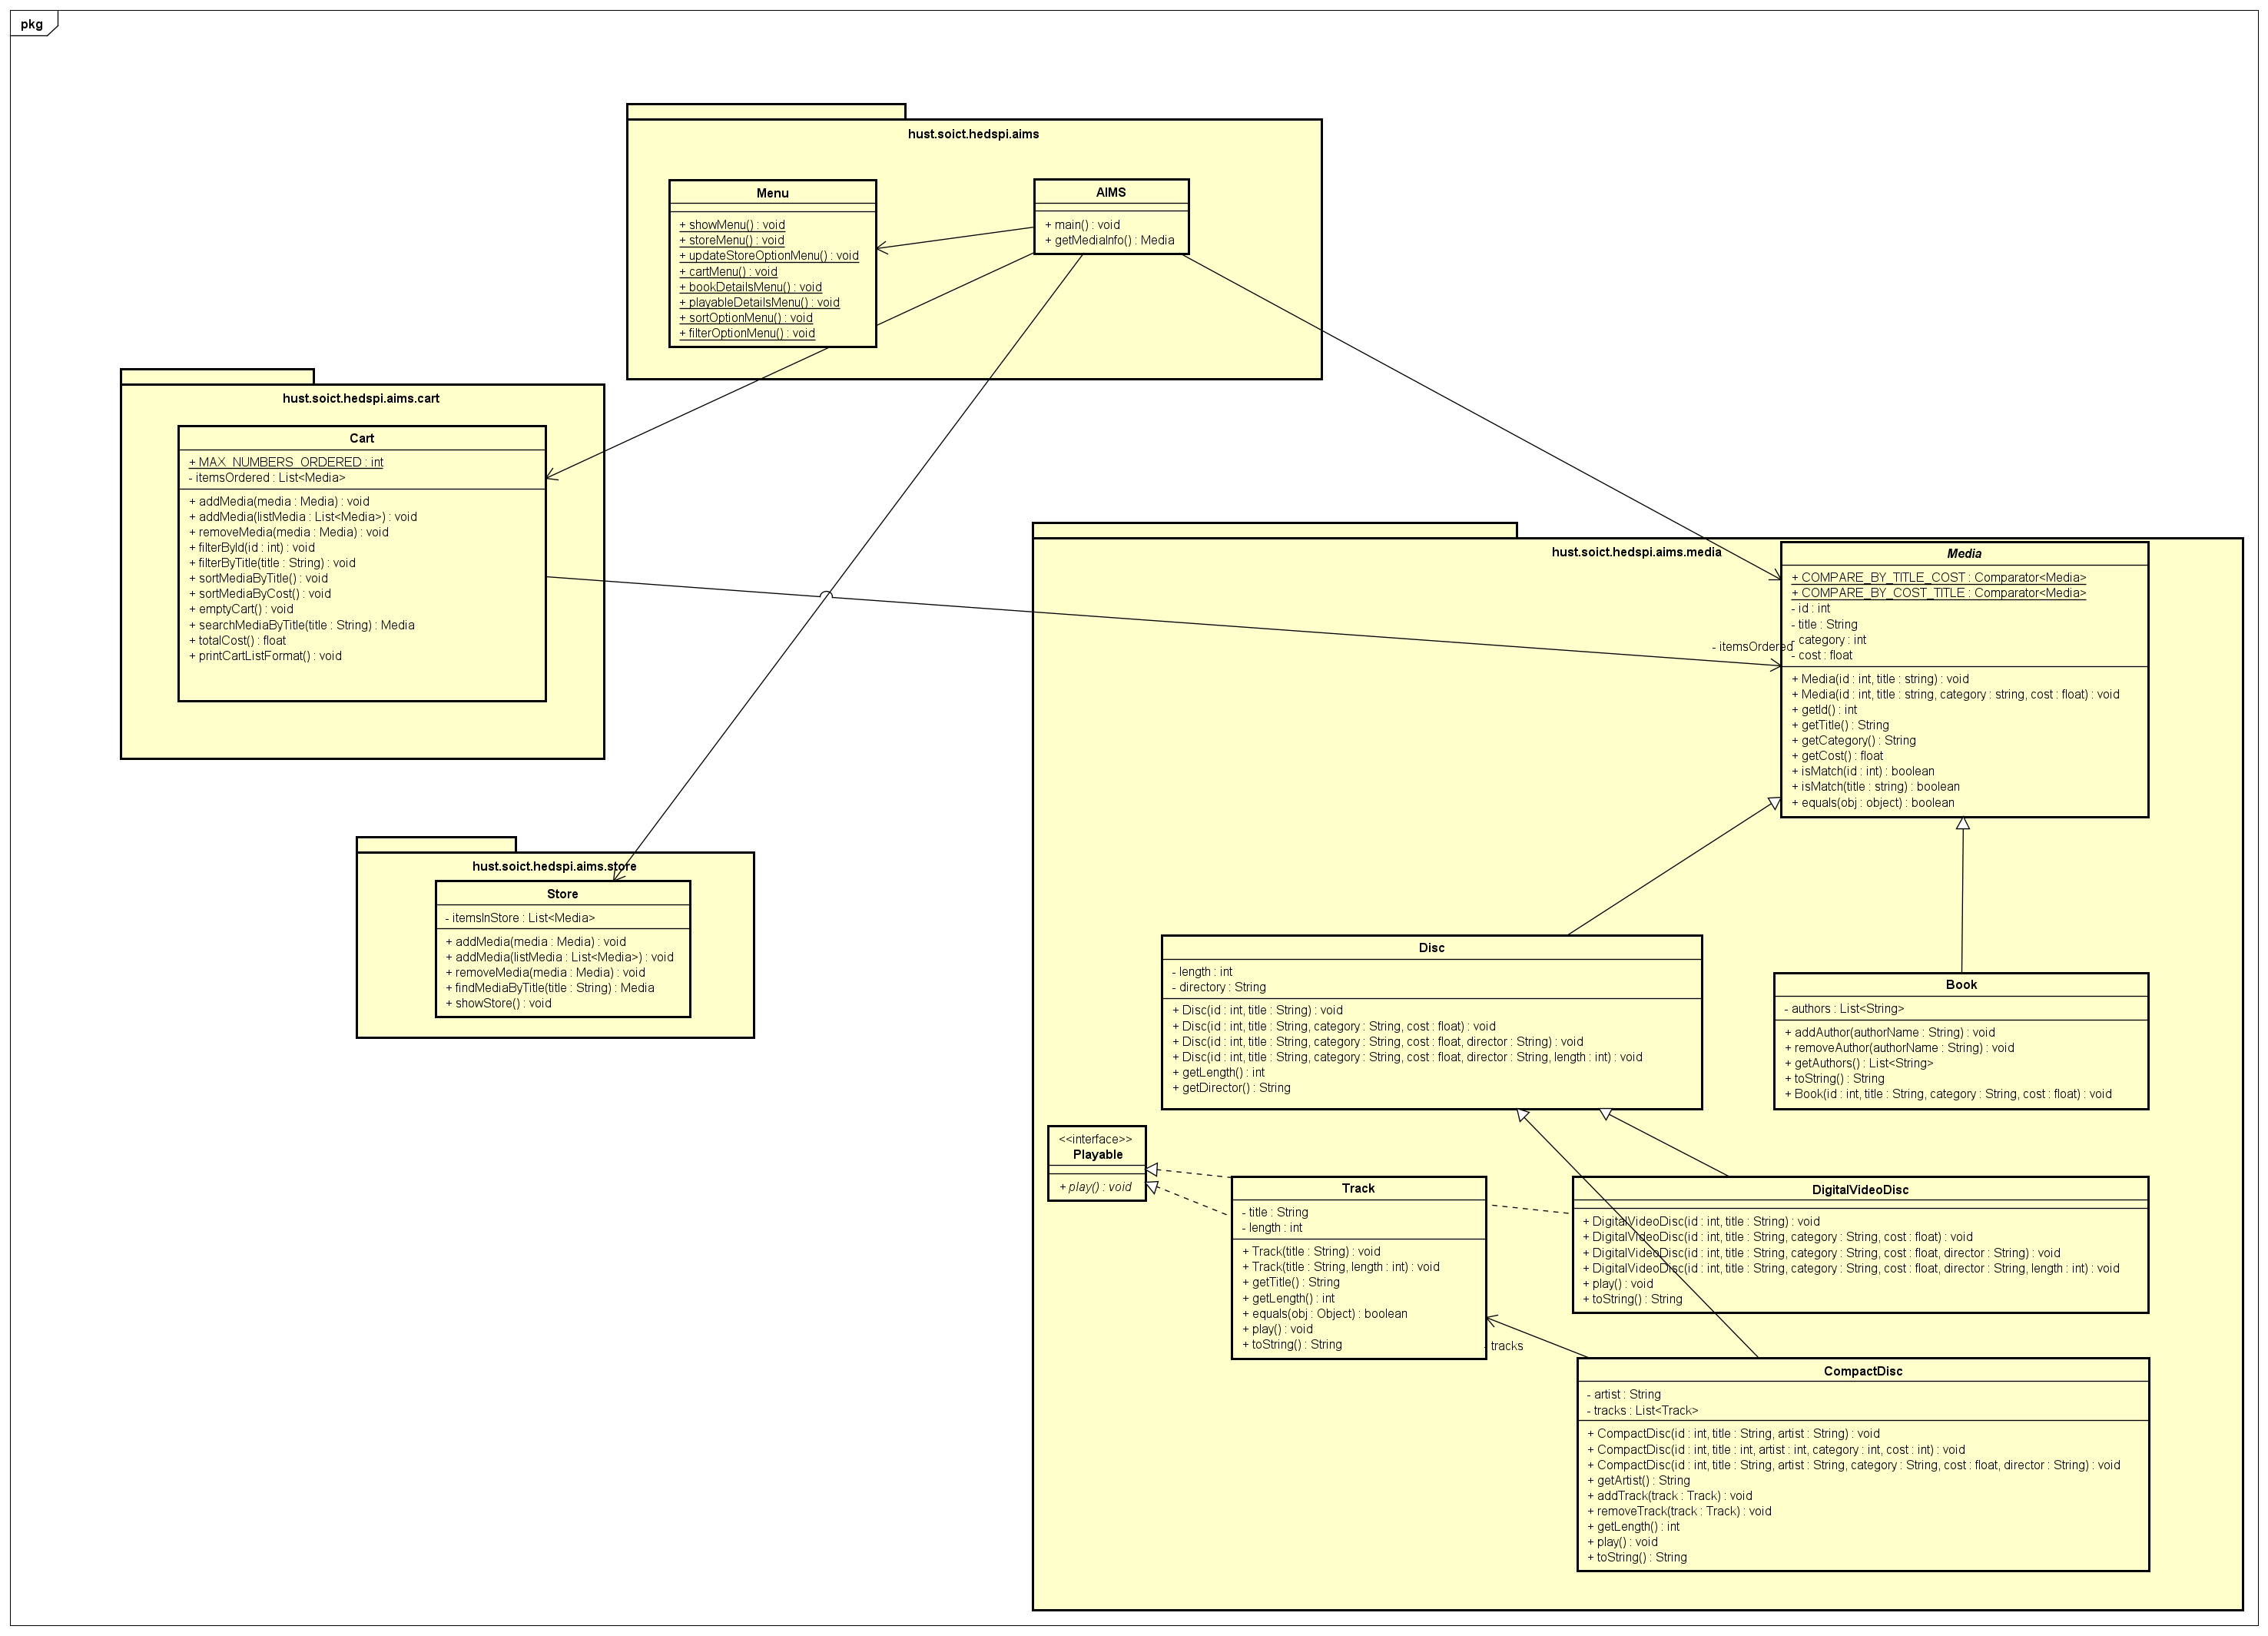 pkg
hust.soict.hedspi.aims
Menu
+ showMenu() : void
+ storeMenu() : void
+ updateStoreOptionMenu() : void
+ cartMenu() : void
+ bookDetailsMenu() : void
+ playableDetailsMenu() : void
+ sortOptionMenu() : void
+ filterOptionMenu() : void
AIMS
+ main() : void
+ getMediaInfo() : Media
hust.soict.hedspi.aims.cart
Cart
+ MAX_NUMBERS_ORDERED : int
- itemsOrdered : List<Media>
+ addMedia(media : Media) : void
+ addMedia(listMedia : List<Media>) : void
+ removeMedia(media : Media) : void
+ filterById(id : int) : void
+ filterByTitle(title : String) : void
+ sortMediaByTitle() : void
+ sortMediaByCost() : void
+ emptyCart() : void
+ searchMediaByTitle(title : String) : Media
+ totalCost() : float
+ printCartListFormat() : void
hust.soict.hedspi.aims.store
Store
- itemsInStore : List<Media>
+ addMedia(media : Media) : void
+ addMedia(listMedia : List<Media>) : void
+ removeMedia(media : Media) : void
+ findMediaByTitle(title : String) : Media
+ showStore() : void
hust.soict.hedspi.aims.media
Media
+ COMPARE_BY_TITLE_COST : Comparator<Media>
+ COMPARE_BY_COST_TITLE : Comparator<Media>
- id : int
- title : String
- category : int
- cost : float
- itemsOrdered
+ Media(id : int, title : string) : void
+ Media(id : int, title : string, category : string, cost : float) : void
+ getId() : int
+ getTitle() : String
+ getCategory() : String
+ getCost() : float
+ isMatch(id : int) : boolean
+ isMatch(title : string) : boolean
+ equals(obj : object) : boolean
Disc
- length : int
- directory : String
+ Disc(id : int, title : String) : void
+ Disc(id : int, title : String, category : String, cost : float) : void
+ Disc(id : int, title : String, category : String, cost : float, director : String) : void
+ Disc(id : int, title : String, category : String, cost : float, director : String, length : int) : void
+ getLength() : int
+ getDirector() : String
Book
- authors : List<String>
+ addAuthor(authorName : String) : void
+ removeAuthor(authorName : String) : void
+ getAuthors() : List<String>
+ toString() : String
+ Book(id : int, title : String, category : String, cost : float) : void
<<interface>>
Playable
+ play() : void
Track
- title : String
- length : int
+ Track(title : String) : void
+ Track(title : String, length : int) : void
+ getTitle() : String
+ getLength() : int
+ equals(obj : Object) : boolean
+ play() : void
+ toString() : String
DigitalVideoDisc
+ DigitalVideoDisc(id : int, title : String) : void
+ DigitalVideoDisc(id : int, title : String, category : String, cost : float) : void
+ DigitalVideoDisc(id : int, title : String, category : String, cost : float, director : String) : void
+ DigitalVideoDisc(id : int, title : String, category : String, cost : float, director : String, length : int) : void
+ play() : void
+ toString() : String
- tracks
CompactDisc
- artist : String
- tracks : List<Track>
+ CompactDisc(id : int, title : String, artist : String) : void
+ CompactDisc(id : int, title : int, artist : int, category : int, cost : int) : void
+ CompactDisc(id : int, title : String, artist : String, category : String, cost : float, director : String) : void
+ getArtist() : String
+ addTrack(track : Track) : void
+ removeTrack(track : Track) : void
+ getLength() : int
+ play() : void
+ toString() : String